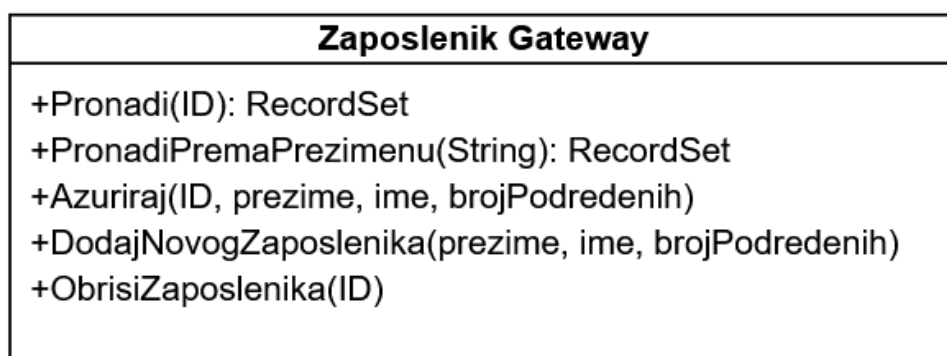 Zaposlenik Gateway
+Pronadi(ID): RecordSet
+PronadiPremaPrezimenu(String): RecordSet
+Azuriraj(ID, prezime, ime, brojPodredenih)
+DodajNovogZaposlenika(prezime, ime, brojPodredenih)
+ObrisiZaposlenika(ID)